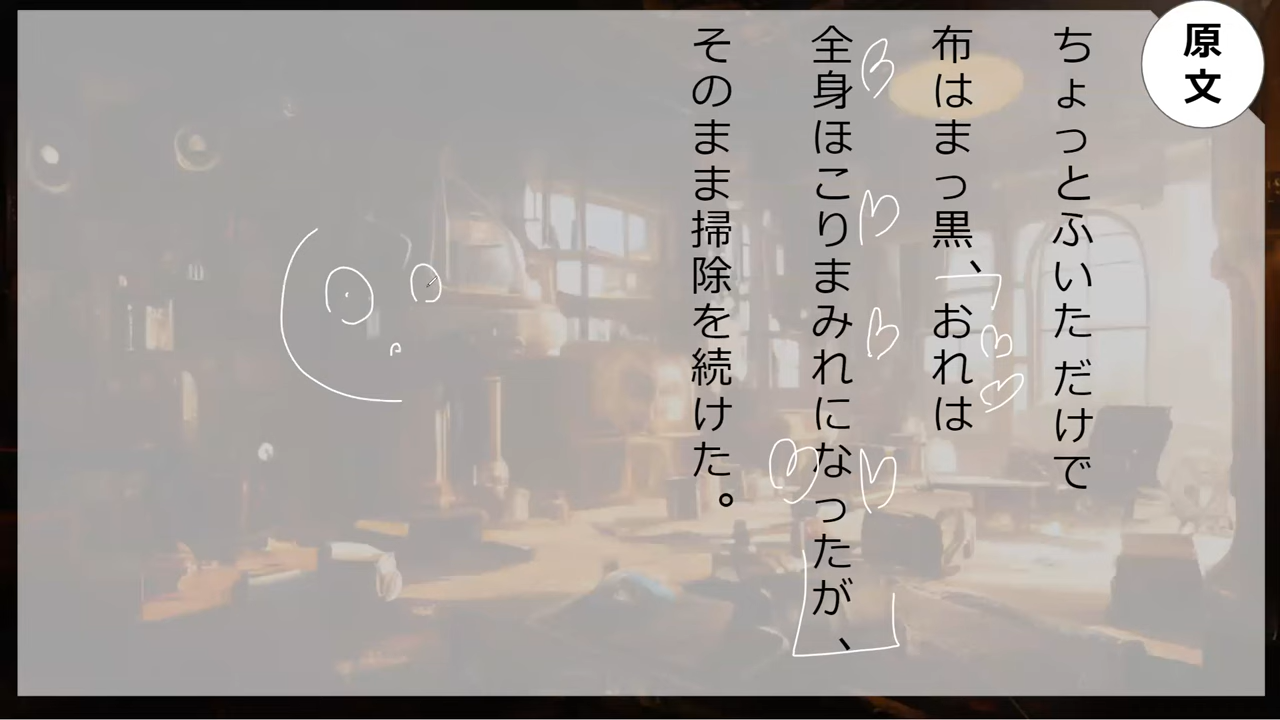 原文
ちょっとふいただけで
布はまっ黒、おれは
全身ほこりまみれになったが、
そのまま掃除を続けた。